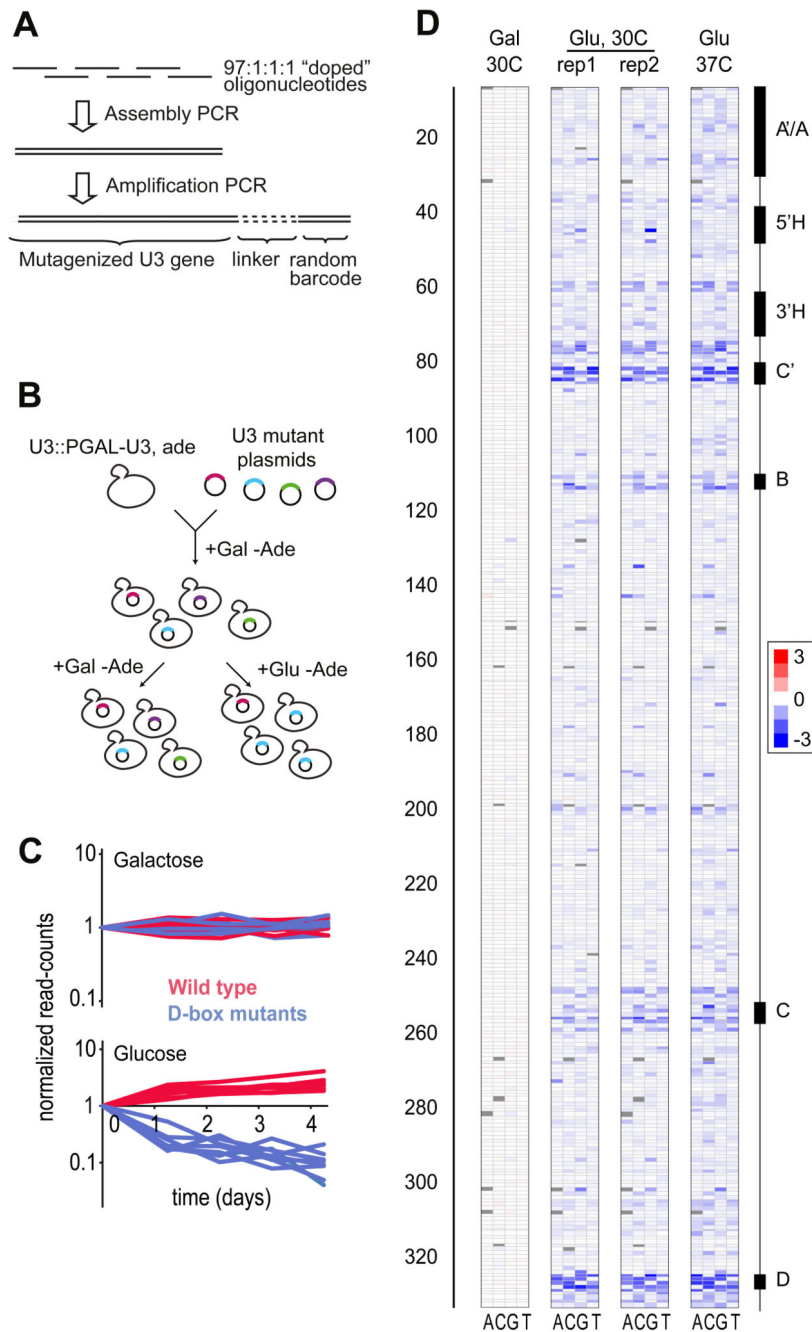 A
97:1:1:1 “doped”
oligonucleotides
Assembly PCR
Amplification PCR
Mutagenized U3 gene
linker
random
barcode
B
U3::PGAL-U3, ade
U3 mutant
plasmids
+Gal -Ade
+Gal -Ade
+Glu -Ade
C
10
Galactose
1
Wild type
D-box mutants
0.1
normalized read-counts
10
Glucose
1
0 1 2 3 4
0.1
time (days)
D
Gal
30C
Glu, 30C
rep1 rep2
Glu
37C
20
40
60
80
100
120
140
160
180
200
220
240
260
280
300
320
A'/A
5'H
3'H
C'
B
C
D
3
0
-3
ACGT ACGT ACGT ACGT